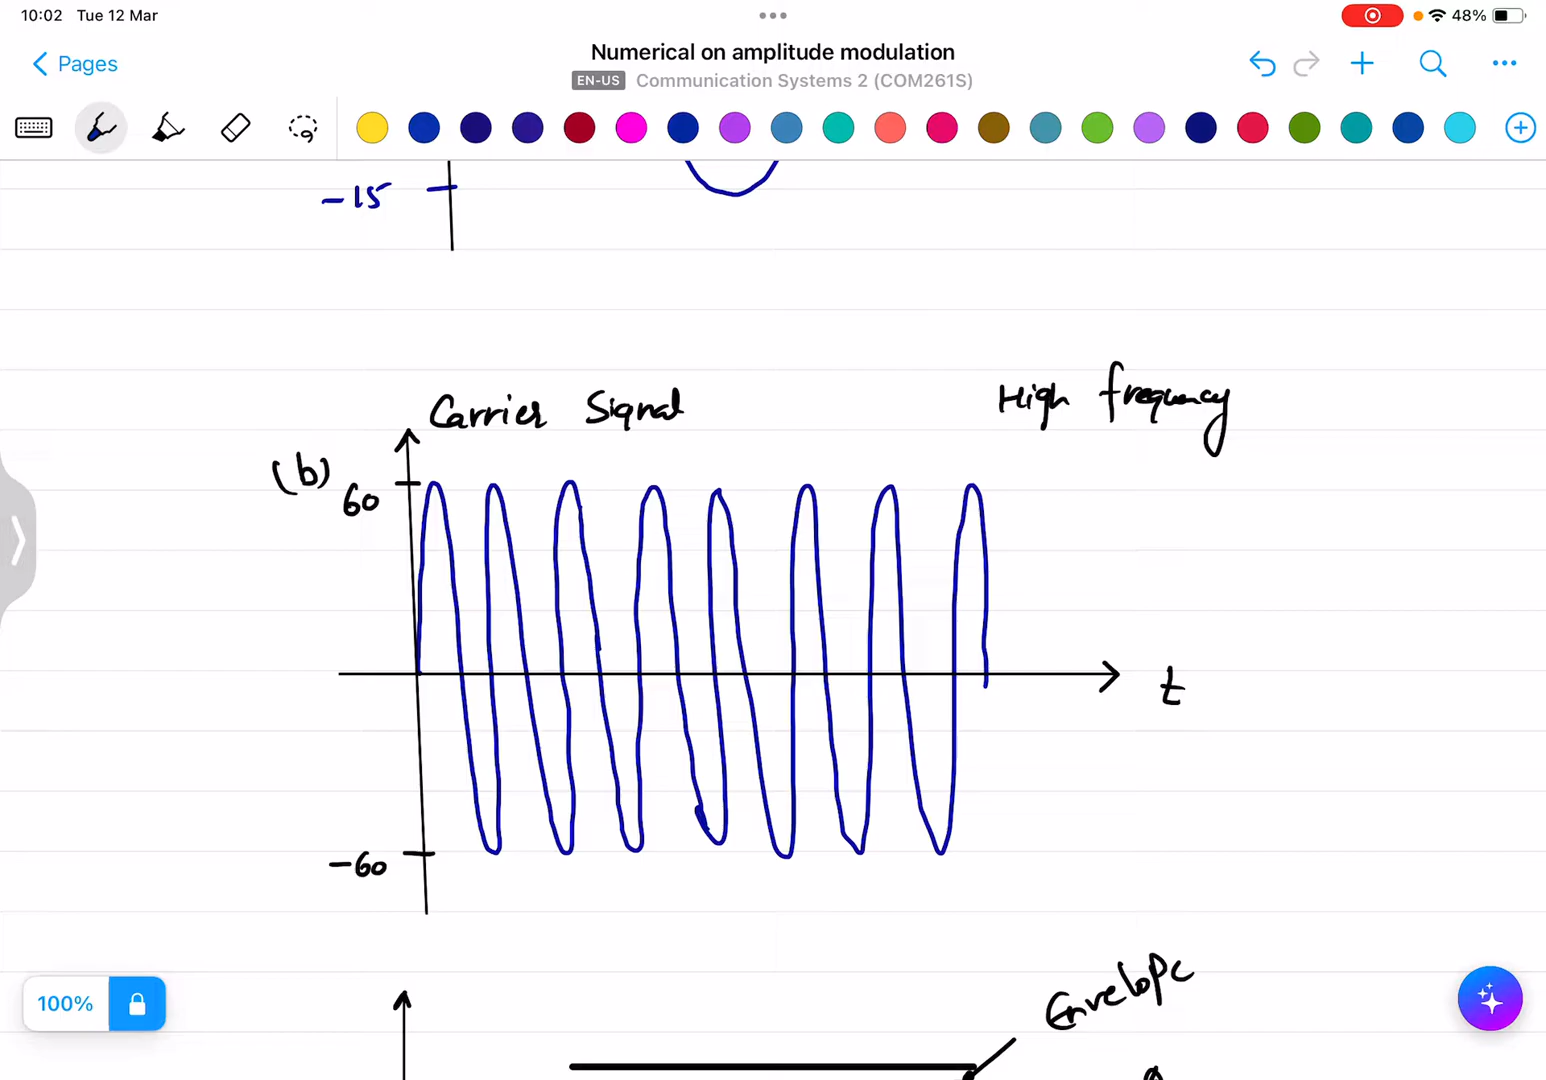 10:02 Tue 12 Mar
48%
Pages
Numerical on amplitude modulation
EN-US Communication Systems 2 (COM261S)
-15
Carrier Signal
High frequency
(b)
60
t
-60
Envelope
100%